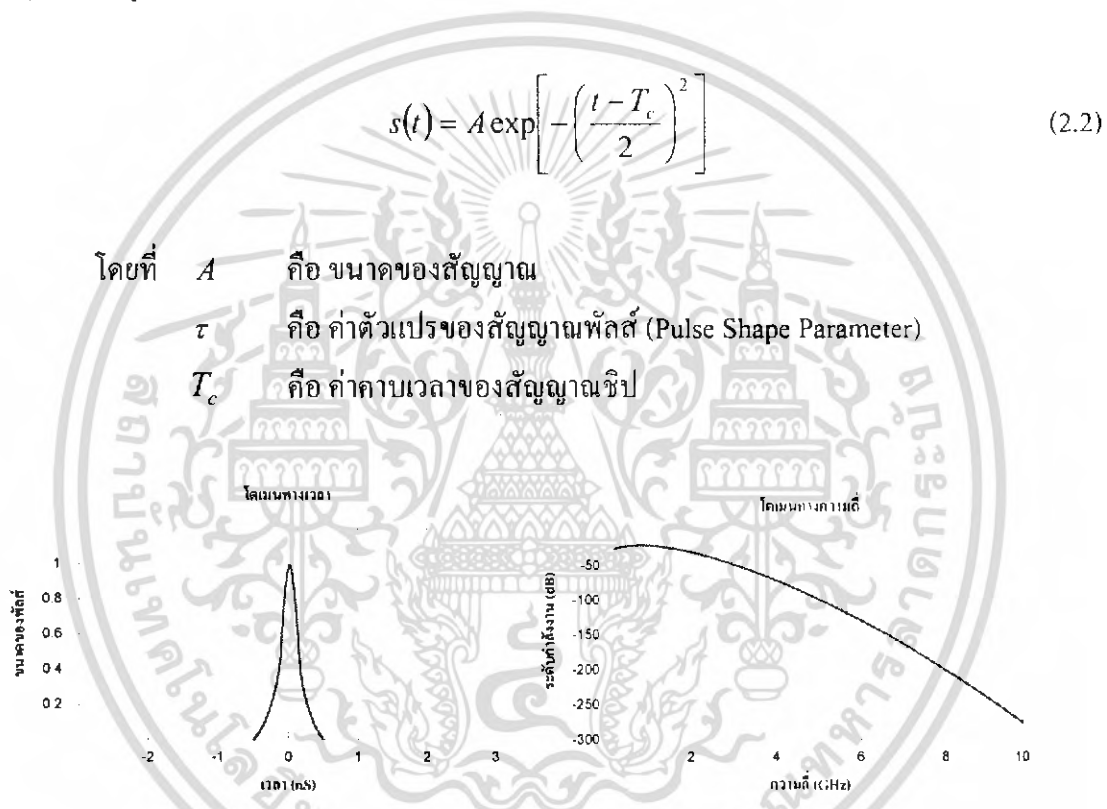 s(t) = A exp[-((t - T_c)/2)^2] (2.2)
โดยที่ A คือ ขนาดของสัญญาณ
τ คือ ค่าตัวแปรของสัญญาณพัลส์ (Pulse Shape Parameter)
T_c คือ ค่าคาบเวลาของสัญญาณชิป
โดเมนทางเวลา
ขนาดของพัลส์
1
0.8
0.6
0.4
0.2
-2 -1 0 1 2 3
เวลา (nS)
โดเมนทางความถี่
ระดับกำลังงาน (dB)
-50
-100
-150
-200
-250
-300
2 4 6 8 10
ความถี่ (GHz)